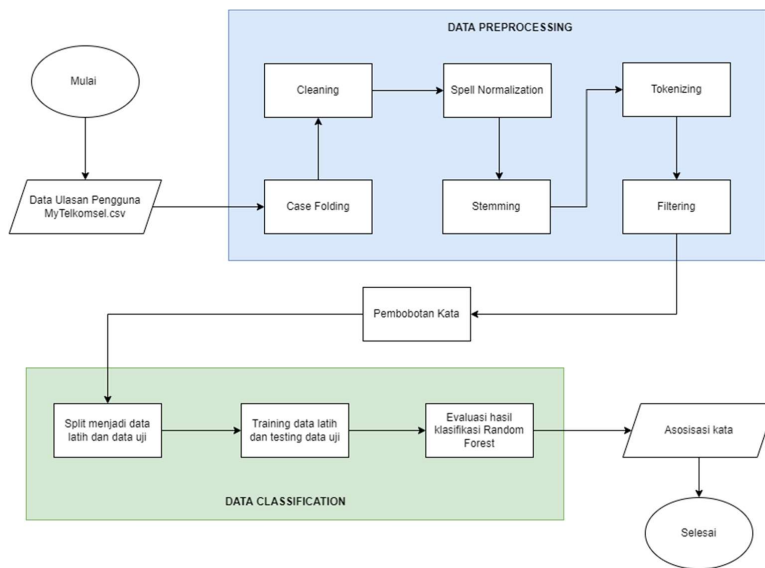 DATA PREPROCESSING
Mulai
Data Ulasan Pengguna
MyTelkomsel.csv
Case Folding
Cleaning
Spell Normalization
Stemming
Tokenizing
Filtering
Pembobotan Kata
Split menjadi data
latih dan data uji
Training data latih
dan testing data uji
Evaluasi hasil
klasifikasi Random
Forest
DATA CLASSIFICATION
Asosisasi kata
Selesai